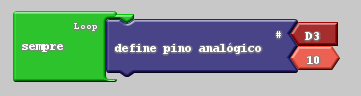 Loop
sempre
define pino analógico
#
D3
10